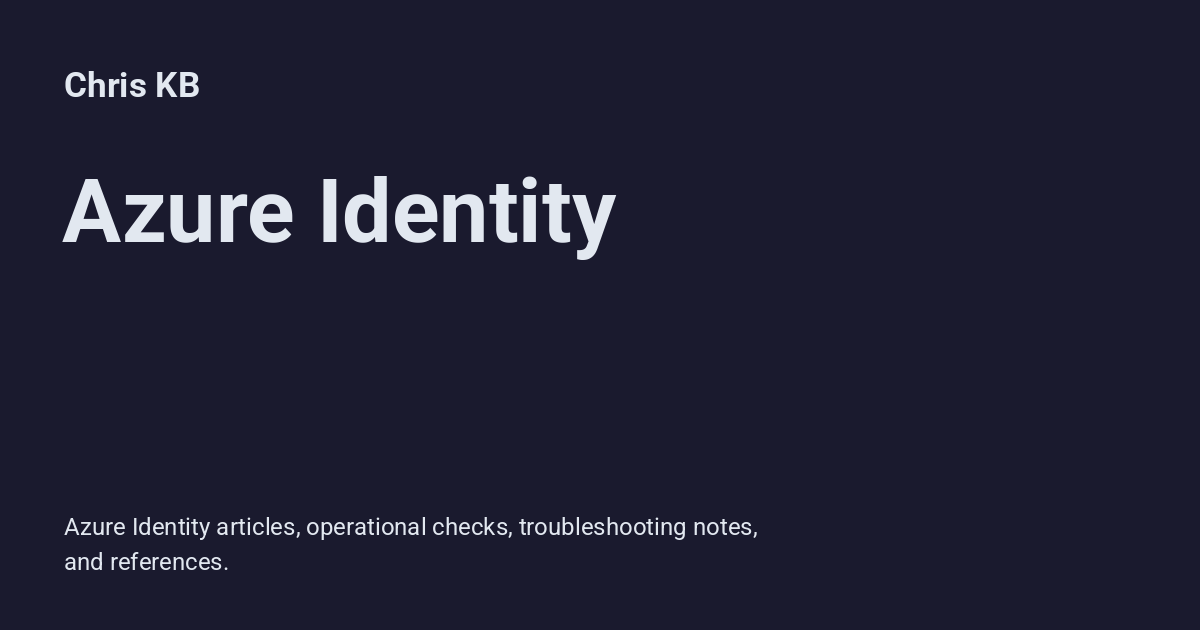 Chris KB
Azure Identity
Azure Identity articles, operational checks, troubleshooting notes,
and references.